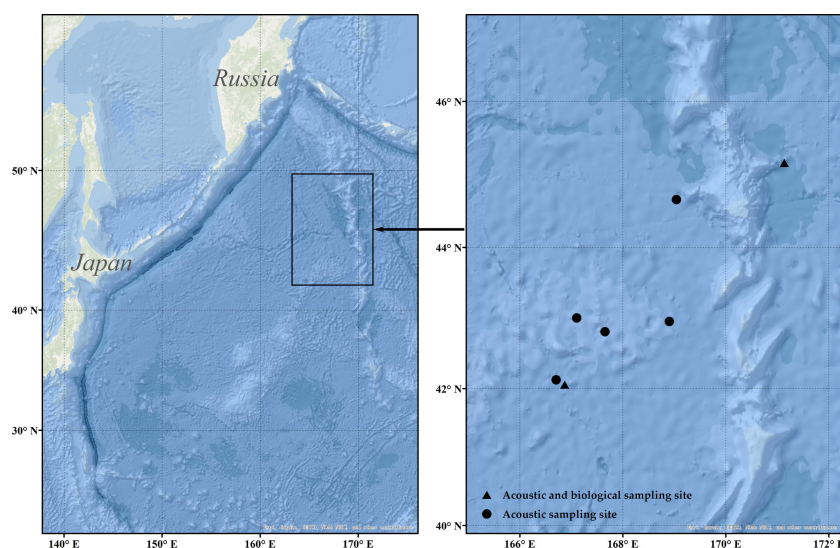 Russia
Japan
50° N
40° N
30° N
140° E
150° E
160° E
170° E
46° N
44° N
42° N
40° N
166° E
168° E
170° E
172° E
Acoustic and biological sampling site
Acoustic sampling site